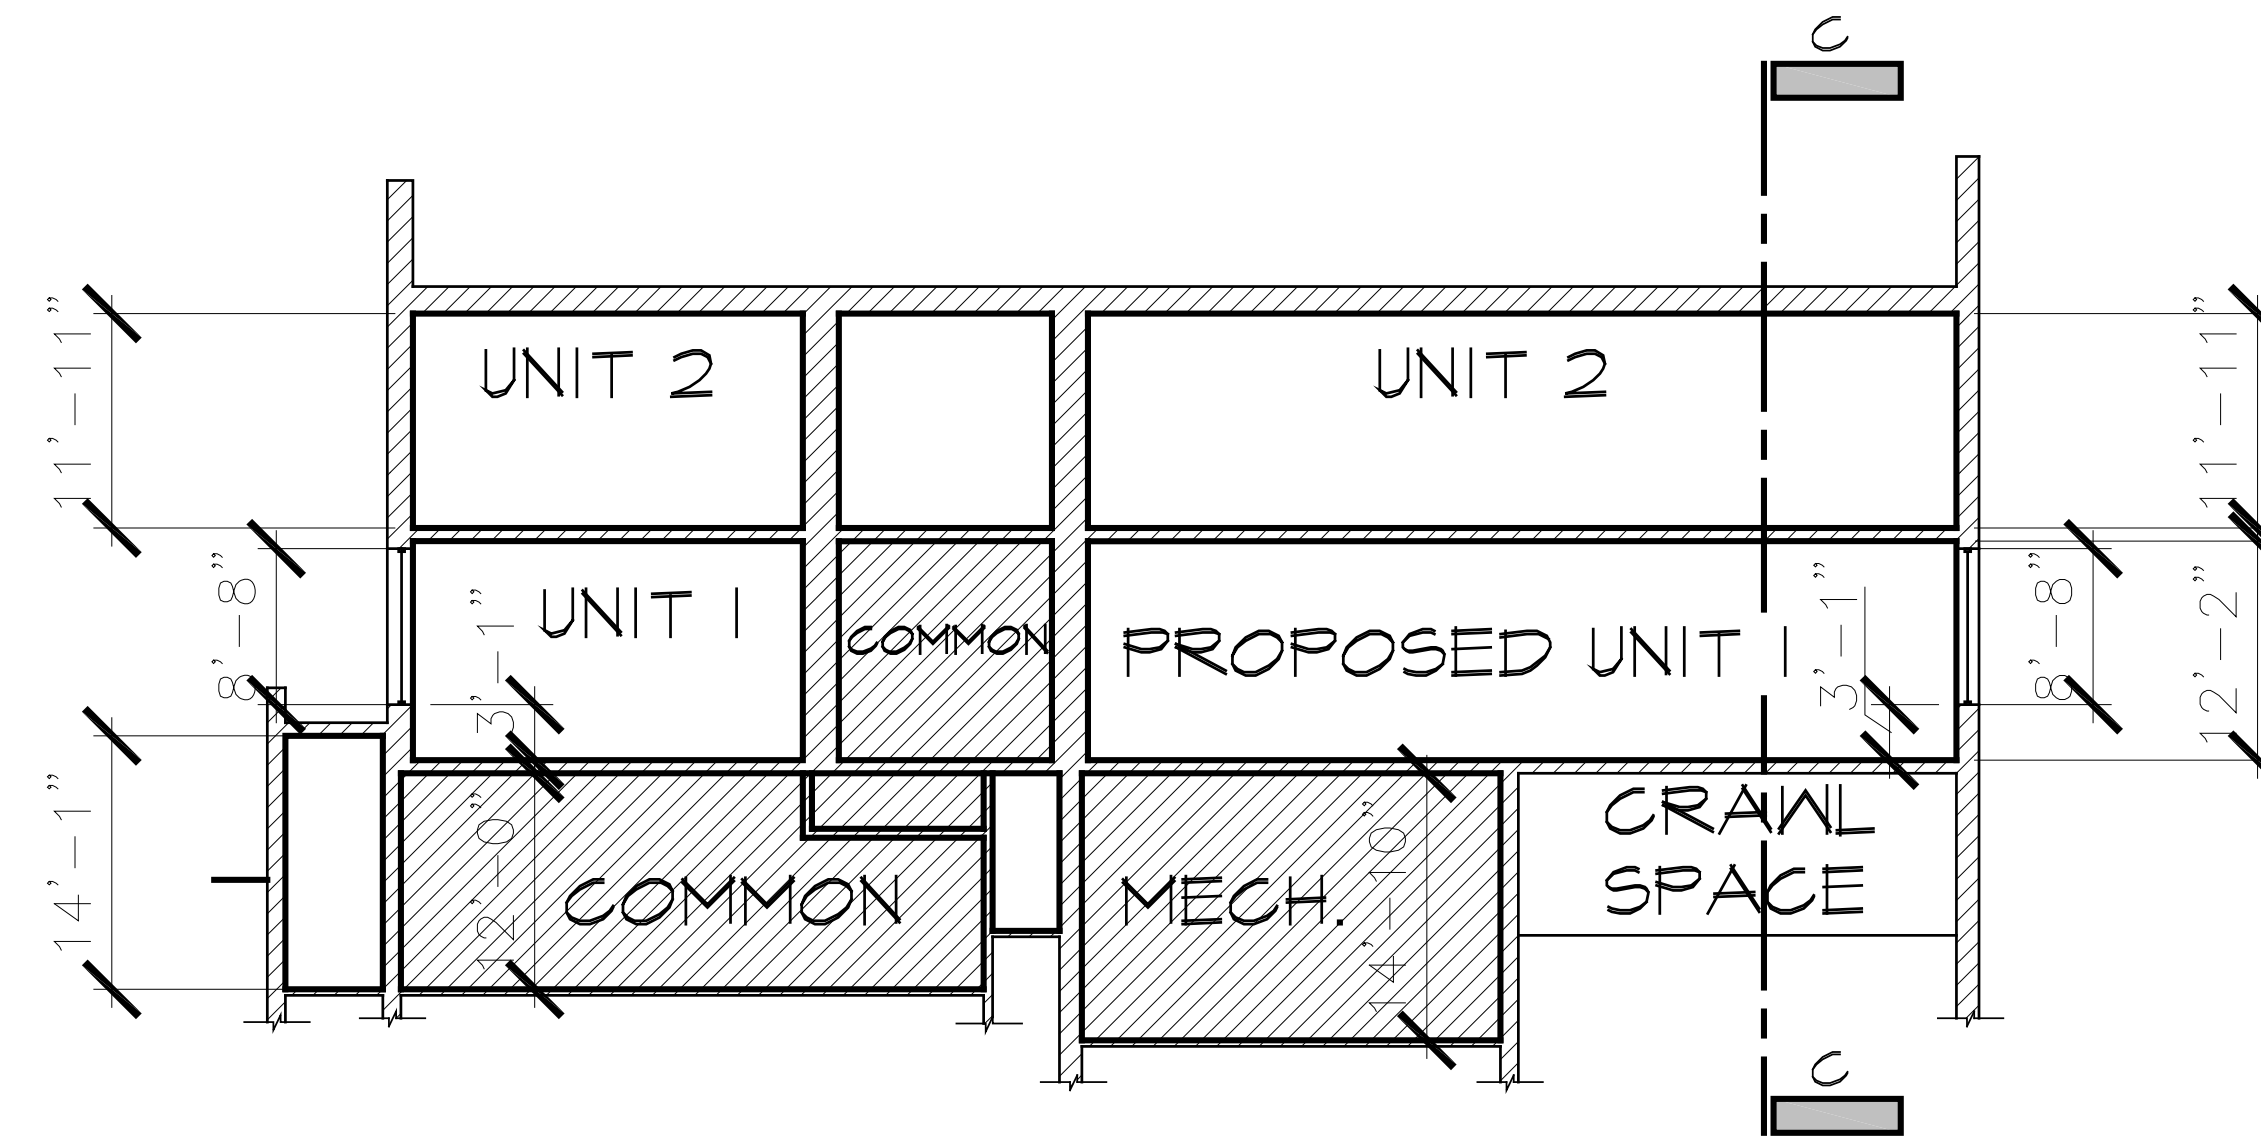 C
11'-11"
UNIT 2
UNIT 2
11'-11"
8'-8"
3'-1"
UNIT 1
COMMON
PROPOSED UNIT 1
3'-1"
8'-8"
12'-2"
14'-1"
12'-0"
COMMON
MECH.
14'-10"
CRAWL
SPACE
C